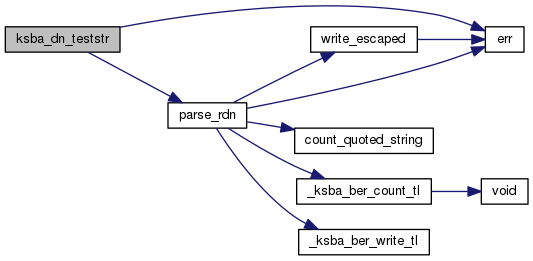 ksba_dn_teststr
write_escaped
err
parse_rdn
count_quoted_string
_ksba_ber_count_tl
void
_ksba_ber_write_tl